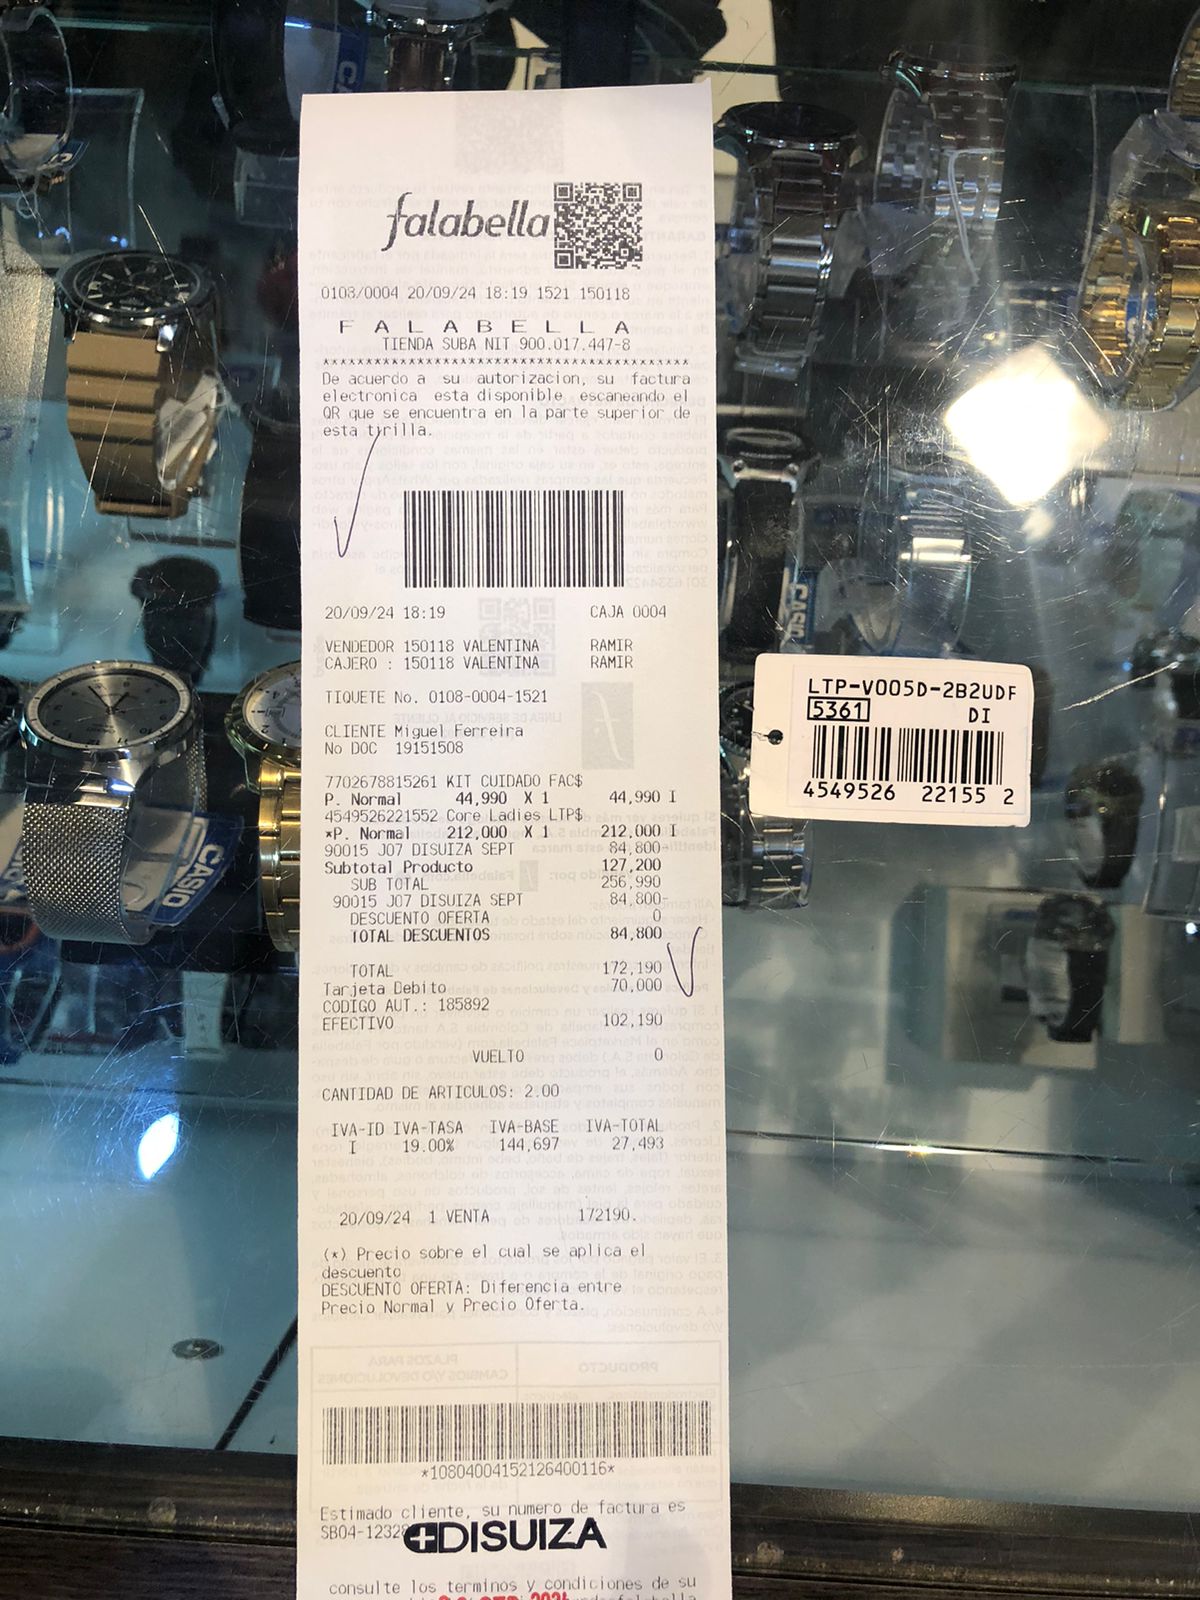 falabella
0108/0004 20/09/24 18:19 1521 150118
FALABELLA
TIENDA SUBA NIT 900.017.447-8
****************************************
De acuerdo a su autorizacion, su factura
electronica esta disponible, escaneando el
QR que se encuentra en la parte superior de
esta tirilla.
20/09/24 18:19 CAJA 0004
VENDEDOR 150118 VALENTINA RAMIR
CAJERO : 150118 VALENTINA RAMIR
TIQUETE No. 0108-0004-1521
CLIENTE Miguel Ferreira
No DOC 19151508
7702678815261 KIT CUIDADO FAC$
P. Normal 44,990 X 1 44,990 I
4549526221552 Core Ladies LTP$
*P. Normal 212,000 X 1 212,000 I
90015 J07 DISUIZA SEPT 84,800-
Subtotal Producto 127,200
SUB TOTAL 256,990
90015 J07 DISUIZA SEPT 84,800-
DESCUENTO OFERTA 0
TOTAL DESCUENTOS 84,800
TOTAL 172,190
Tarjeta Debito 70,000
CODIGO AUT.: 185892
EFECTIVO 102,190
VUELTO 0
CANTIDAD DE ARTICULOS: 2.00
IVA-ID IVA-TASA IVA-BASE IVA-TOTAL
I 19.00% 144,697 27,493
20/09/24 1 VENTA 172190.
(*) Precio sobre el cual se aplica el
descuento
DESCUENTO OFERTA: Diferencia entre
Precio Normal y Precio Oferta.
*10804004152126400116*
Estimado cliente, su numero de factura es
SB04-12328
DISUIZA
consulte los terminos y condiciones de su
LTP-V005D-2B2UDF
5361 DI
4549526 22155 2
CASIO
CASIO